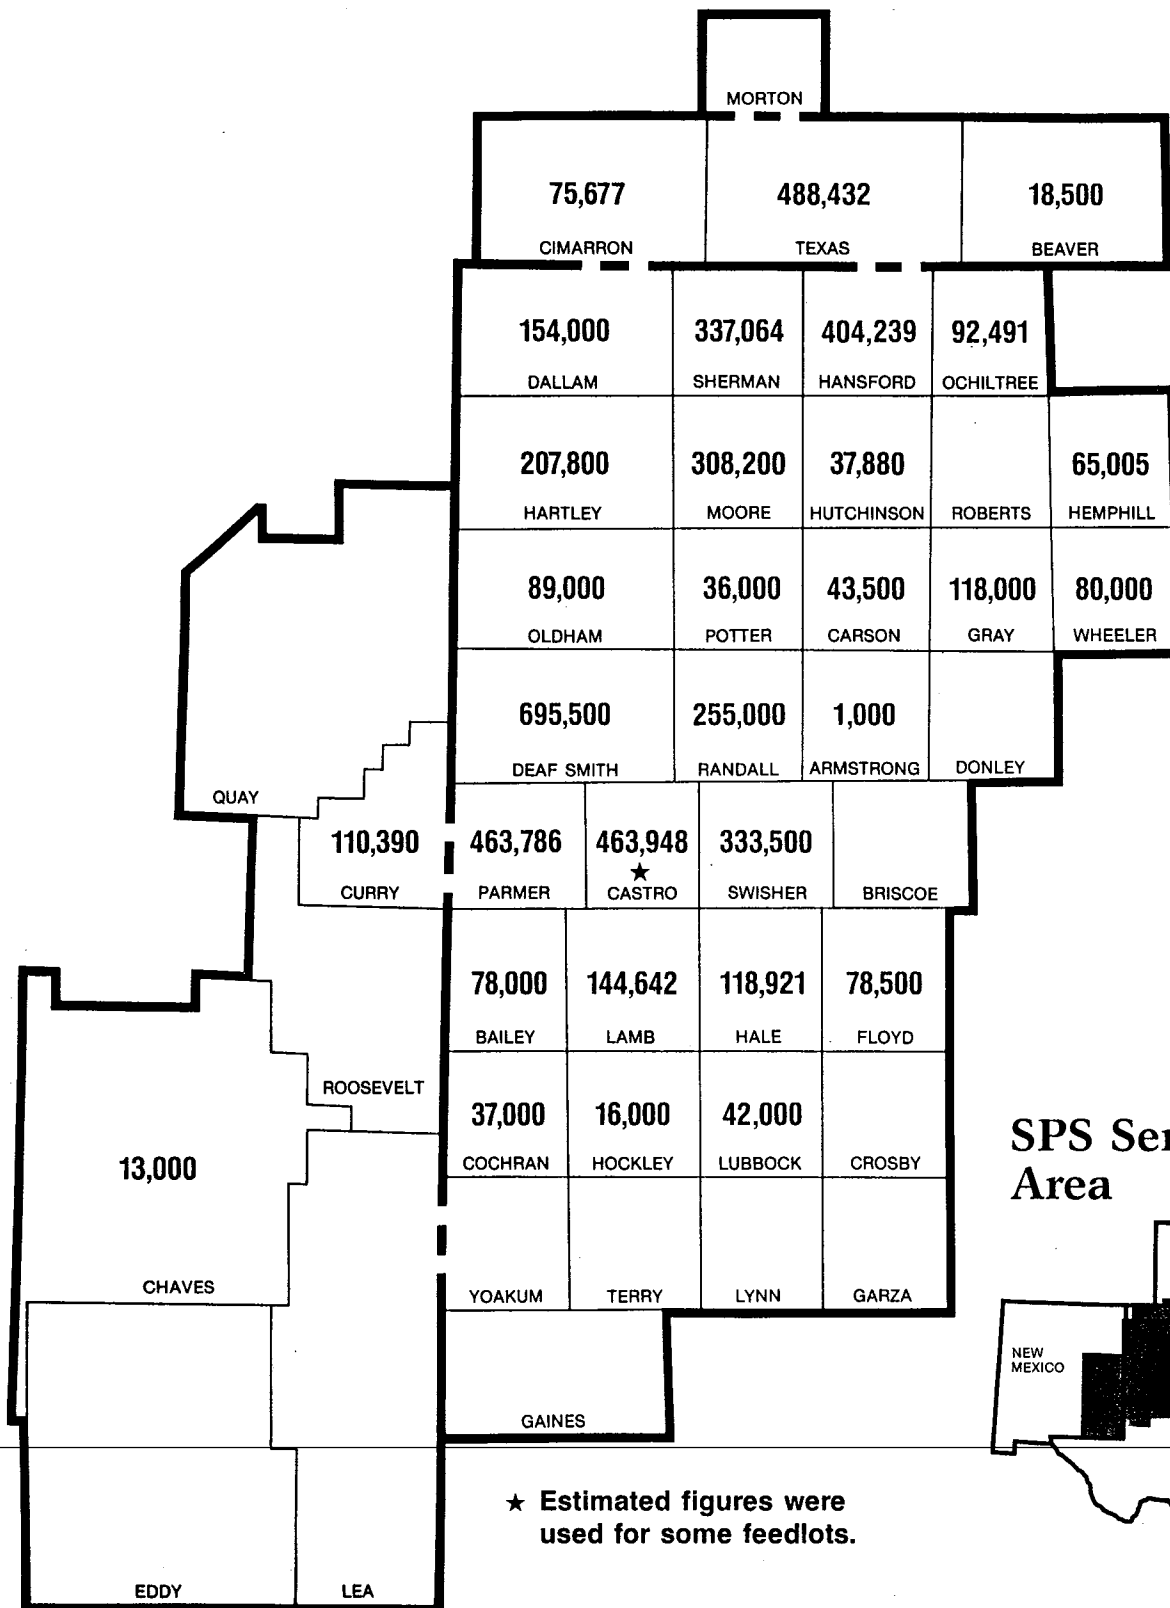 MORTON
75,677
488,432
18,500
CIMARRON
TEXAS
BEAVER
154,000
337,064
404,239
92,491
DALLAM
SHERMAN
HANSFORD
OCHILTREE
207,800
308,200
37,880
65,005
HARTLEY
MOORE
HUTCHINSON
ROBERTS
HEMPHILL
89,000
36,000
43,500
118,000
80,000
OLDHAM
POTTER
CARSON
GRAY
WHEELER
695,500
255,000
1,000
DEAF SMITH
RANDALL
ARMSTRONG
DONLEY
QUAY
110,390
463,786
463,948
333,500
★
CURRY
PARMER
CASTRO
SWISHER
BRISCOE
78,000
144,642
118,921
78,500
BAILEY
LAMB
HALE
FLOYD
ROOSEVELT
37,000
16,000
42,000
COCHRAN
HOCKLEY
LUBBOCK
CROSBY
13,000
CHAVES
YOAKUM
TERRY
LYNN
GARZA
GAINES
EDDY
LEA
SPS Ser
Area
NEW
MEXICO
★ Estimated figures were
used for some feedlots.